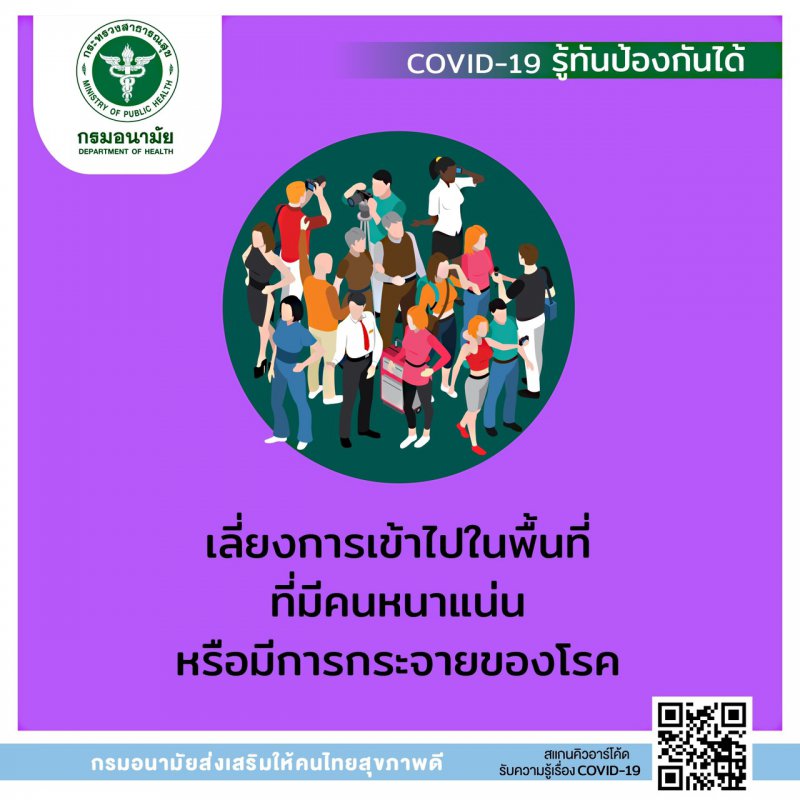 กระทรวงสาธารณสุข
MINISTRY OF PUBLIC HEALTH
กรมอนามัย
DEPARTMENT OF HEALTH
COVID-19 รู้ทันป้องกันได้
เลี่ยงการเข้าไปในพื้นที่
ที่มีคนหนาแน่น
หรือมีการกระจายของโรค
กรมอนามัยส่งเสริมให้คนไทยสุขภาพดี
สแกนคิวอาร์โค้ด
รับความรู้เรื่อง COVID-19